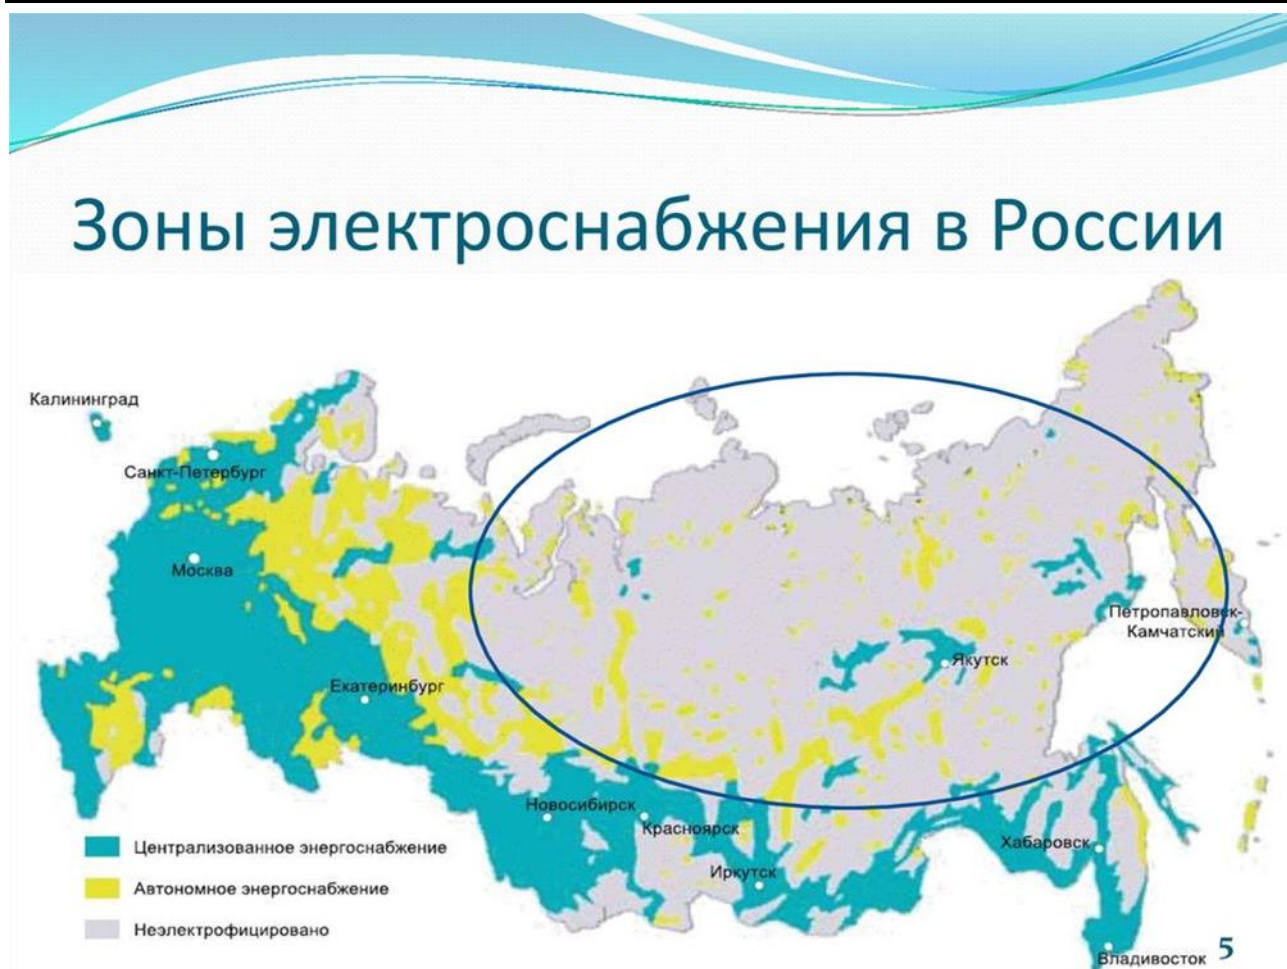 Зоны электроснабжения в России
Калининград
Санкт-Петербург
Москва
Петропавловск-
Камчатский
Якутск
Екатеринбург
Новосибирск
Красноярск
Хабаровск
Иркутск
Владивосток
Централизованное энергоснабжение
Автономное энергоснабжение
Неэлектрофицировано
5